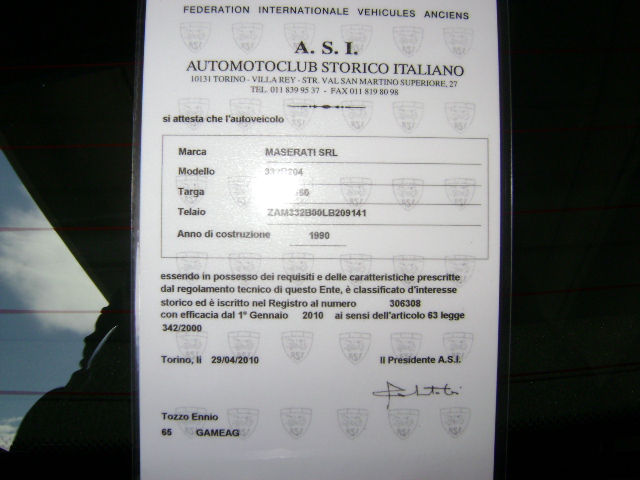 FEDERATION INTERNATIONALE VEHICULES ANCIENS
A. S. I.
AUTOMOTOCLUB STORICO ITALIANO
10131 TORINO - VILLA REY - STR. VAL SAN MARTINO SUPERIORE, 27
TEL. 011 839 95 37 - FAX 011 819 80 98
si attesta che l'autoveicolo
Marca MASERATI SRL
Modello
Targa
Telaio ZAM332B00LB209141
Anno di costruzione 1990
essendo in possesso dei requisiti e delle caratteristiche prescritte
dal regolamento tecnico di questo Ente, è classificato d'interesse
storico ed è iscritto nel Registro al numero 306308
con efficacia dal 1° Gennaio 2010 ai sensi dell'articolo 63 legge
342/2000
Torino, li 29/04/2010 Il Presidente A.S.I.
Tozzo Ennio
65 GAMEAG